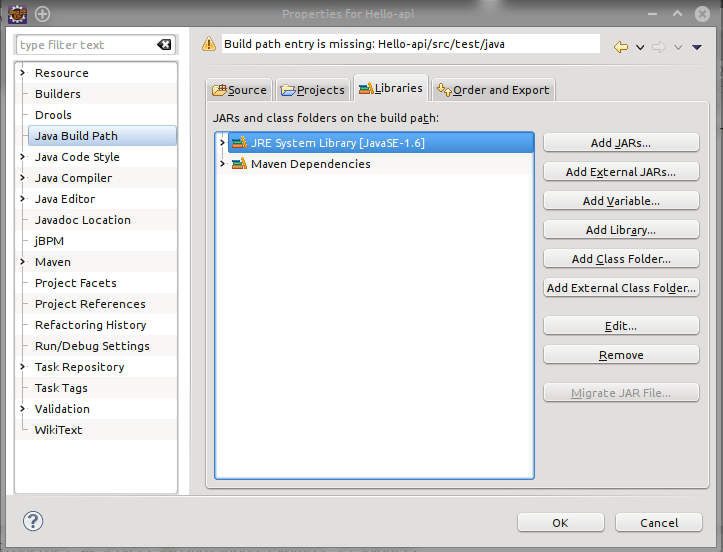 Properties for Hello-api
type filter text
Build path entry is missing: Hello-api/src/test/java
Resource
Builders
Drools
Java Build Path
Java Code Style
Java Compiler
Java Editor
Javadoc Location
jBPM
Maven
Project Facets
Project References
Refactoring History
Run/Debug Settings
Task Repository
Task Tags
Validation
WikiText
Source Projects Libraries Order and Export
JARs and class folders on the build path:
JRE System Library [JavaSE-1.6]
Maven Dependencies
Add JARs...
Add External JARs...
Add Variable...
Add Library...
Add Class Folder...
Add External Class Folder...
Edit...
Remove
Migrate JAR File...
OK Cancel